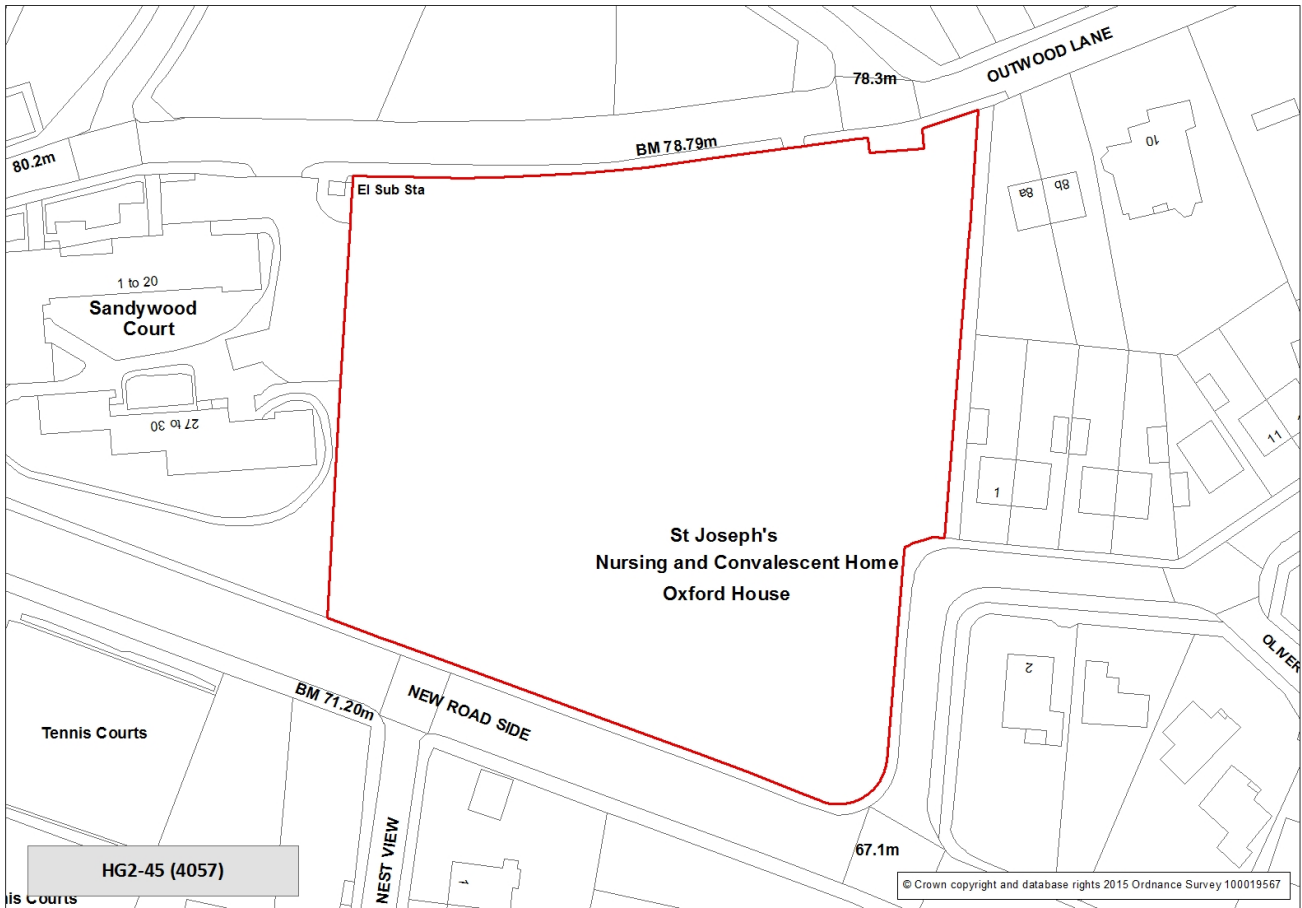 OUTWOOD LANE
78.3m
BM 78.79m
80.2m
El Sub Sta
10
8a
8b
1 to 20
Sandywood
Court
27 to 30
11
1
St Joseph's
Nursing and Convalescent Home
Oxford House
OLIVER
2
BM 71.20m
NEW ROAD SIDE
Tennis Courts
NEST VIEW
67.1m
1
HG2-45 (4057)
© Crown copyright and database rights 2015 Ordnance Survey 100019567
is Courts